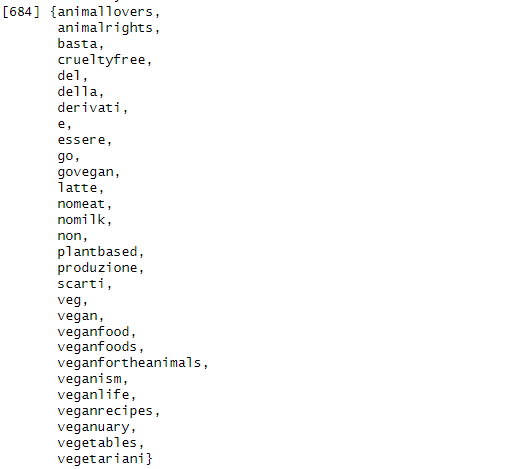 [684] {animallovers,
animalrights,
basta,
crueltyfree,
del,
della,
derivati,
e,
essere,
go,
govegan,
latte,
nomeat,
nomilk,
non,
plantbased,
produzione,
scarti,
veg,
vegan,
veganfood,
veganfoods,
veganfortheanimals,
veganism,
veganlife,
veganrecipes,
veganuary,
vegetables,
vegetariani}